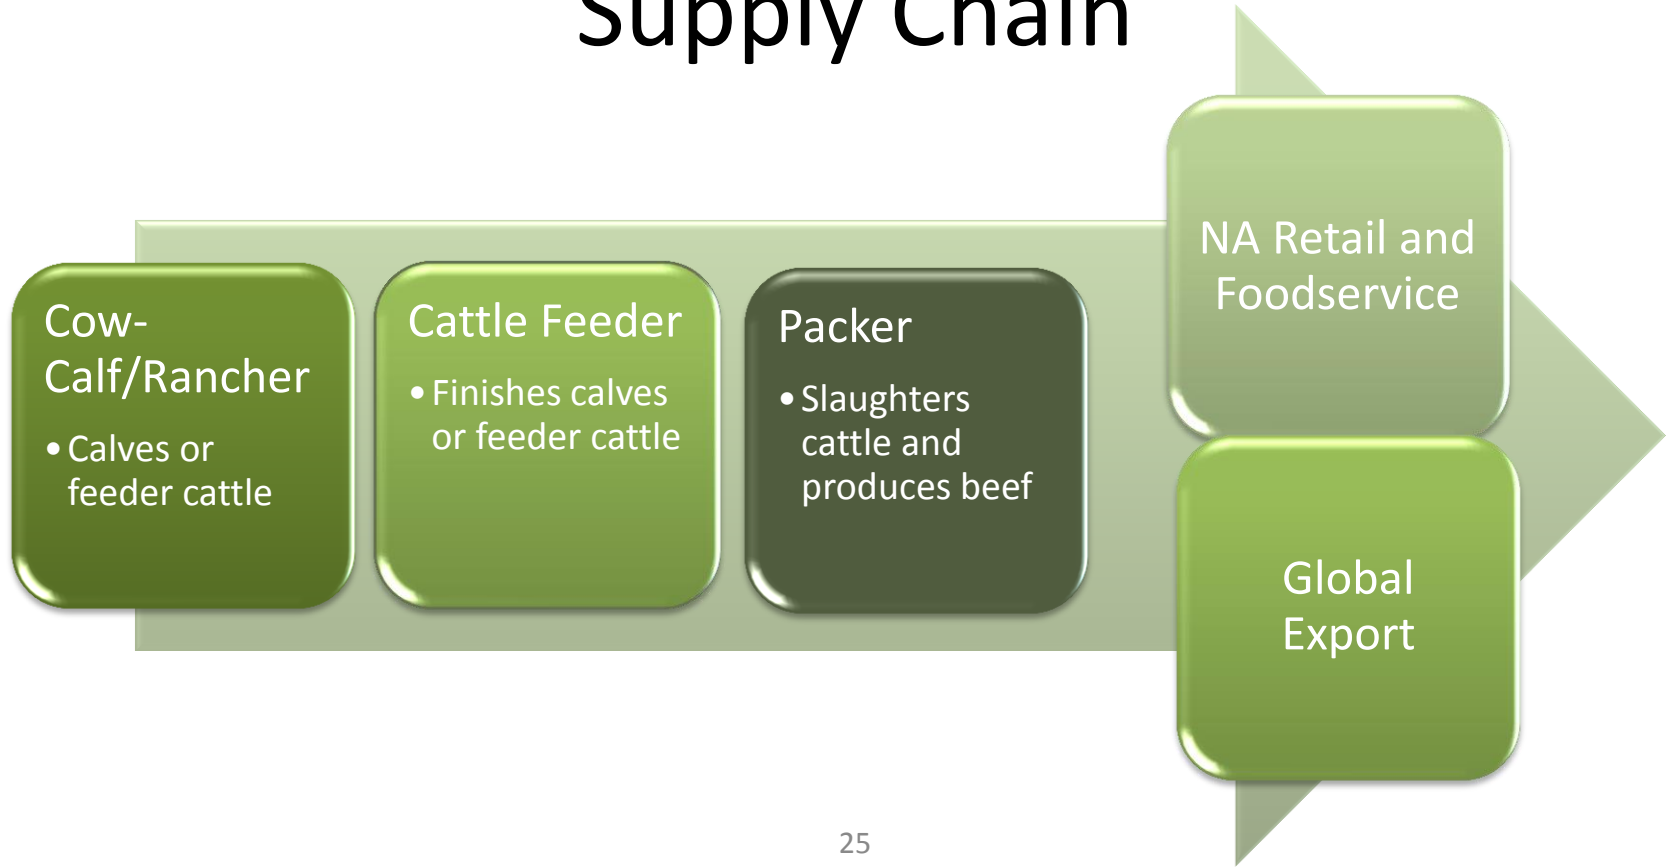 Supply Chain
Cow-
Calf/Rancher
• Calves or
feeder cattle
Cattle Feeder
• Finishes calves
or feeder cattle
Packer
• Slaughters
cattle and
produces beef
NA Retail and
Foodservice
Global
Export
25